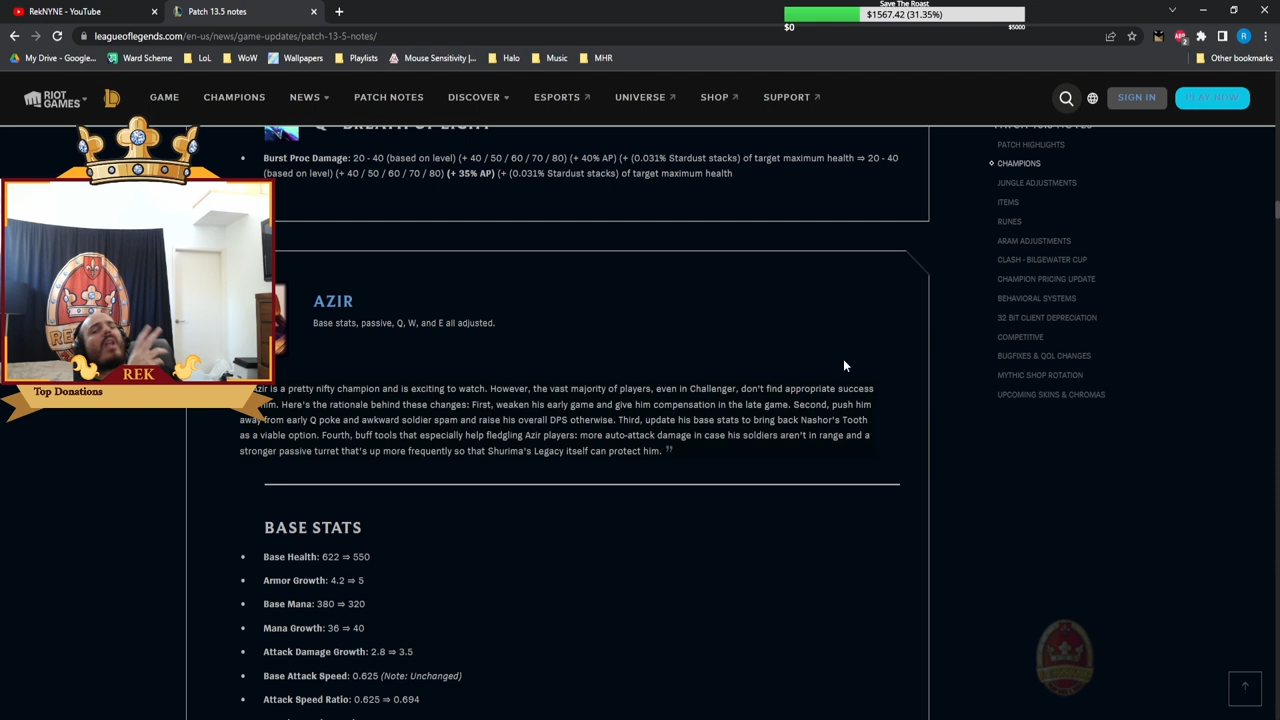 RekNYNE - YouTube
Patch 13.5 notes
Save The Roast
$1567.42 (31.35%)
$0
$5000
leagueoflegends.com/en-us/news/game-updates/patch-13-5-notes/
My Drive - Google...
Ward Scheme
LoL
WoW
Wallpapers
Playlists
Mouse Sensitivity |...
Halo
Music
MHR
Other bookmarks
RIOT GAMES
GAME
CHAMPIONS
NEWS
PATCH NOTES
DISCOVER
ESPORTS
UNIVERSE
SHOP
SUPPORT
SIGN IN
PLAY NOW
Q - BREATH OF LIGHT
• Burst Proc Damage: 20 - 40 (based on level) (+ 40 / 50 / 60 / 70 / 80) (+ 40% AP) (+ (0.031% Stardust stacks) of target maximum health ⇒ 20 - 40
(based on level) (+ 40 / 50 / 60 / 70 / 80) (+ 35% AP) (+ (0.031% Stardust stacks) of target maximum health
AZIR
Base stats, passive, Q, W, and E all adjusted.
Azir is a pretty nifty champion and is exciting to watch. However, the vast majority of players, even in Challenger, don't find appropriate success
him. Here's the rationale behind these changes: First, weaken his early game and give him compensation in the late game. Second, push him
away from early Q poke and awkward soldier spam and raise his overall DPS otherwise. Third, update his base stats to bring back Nashor's Tooth
as a viable option. Fourth, buff tools that especially help fledgling Azir players: more auto-attack damage in case his soldiers aren't in range and a
stronger passive turret that's up more frequently so that Shurima's Legacy itself can protect him. ”
BASE STATS
• Base Health: 622 ⇒ 550
• Armor Growth: 4.2 ⇒ 5
• Base Mana: 380 ⇒ 320
• Mana Growth: 36 ⇒ 40
• Attack Damage Growth: 2.8 ⇒ 3.5
• Base Attack Speed: 0.625 (Note: Unchanged)
• Attack Speed Ratio: 0.625 ⇒ 0.694
PATCH HIGHLIGHTS
CHAMPIONS
JUNGLE ADJUSTMENTS
ITEMS
RUNES
ARAM ADJUSTMENTS
CLASH - BILGEWATER CUP
CHAMPION PRICING UPDATE
BEHAVIORAL SYSTEMS
32 BIT CLIENT DEPRECIATION
COMPETITIVE
BUGFIXES & QOL CHANGES
MYTHIC SHOP ROTATION
UPCOMING SKINS & CHROMAS
REK
Top Donations